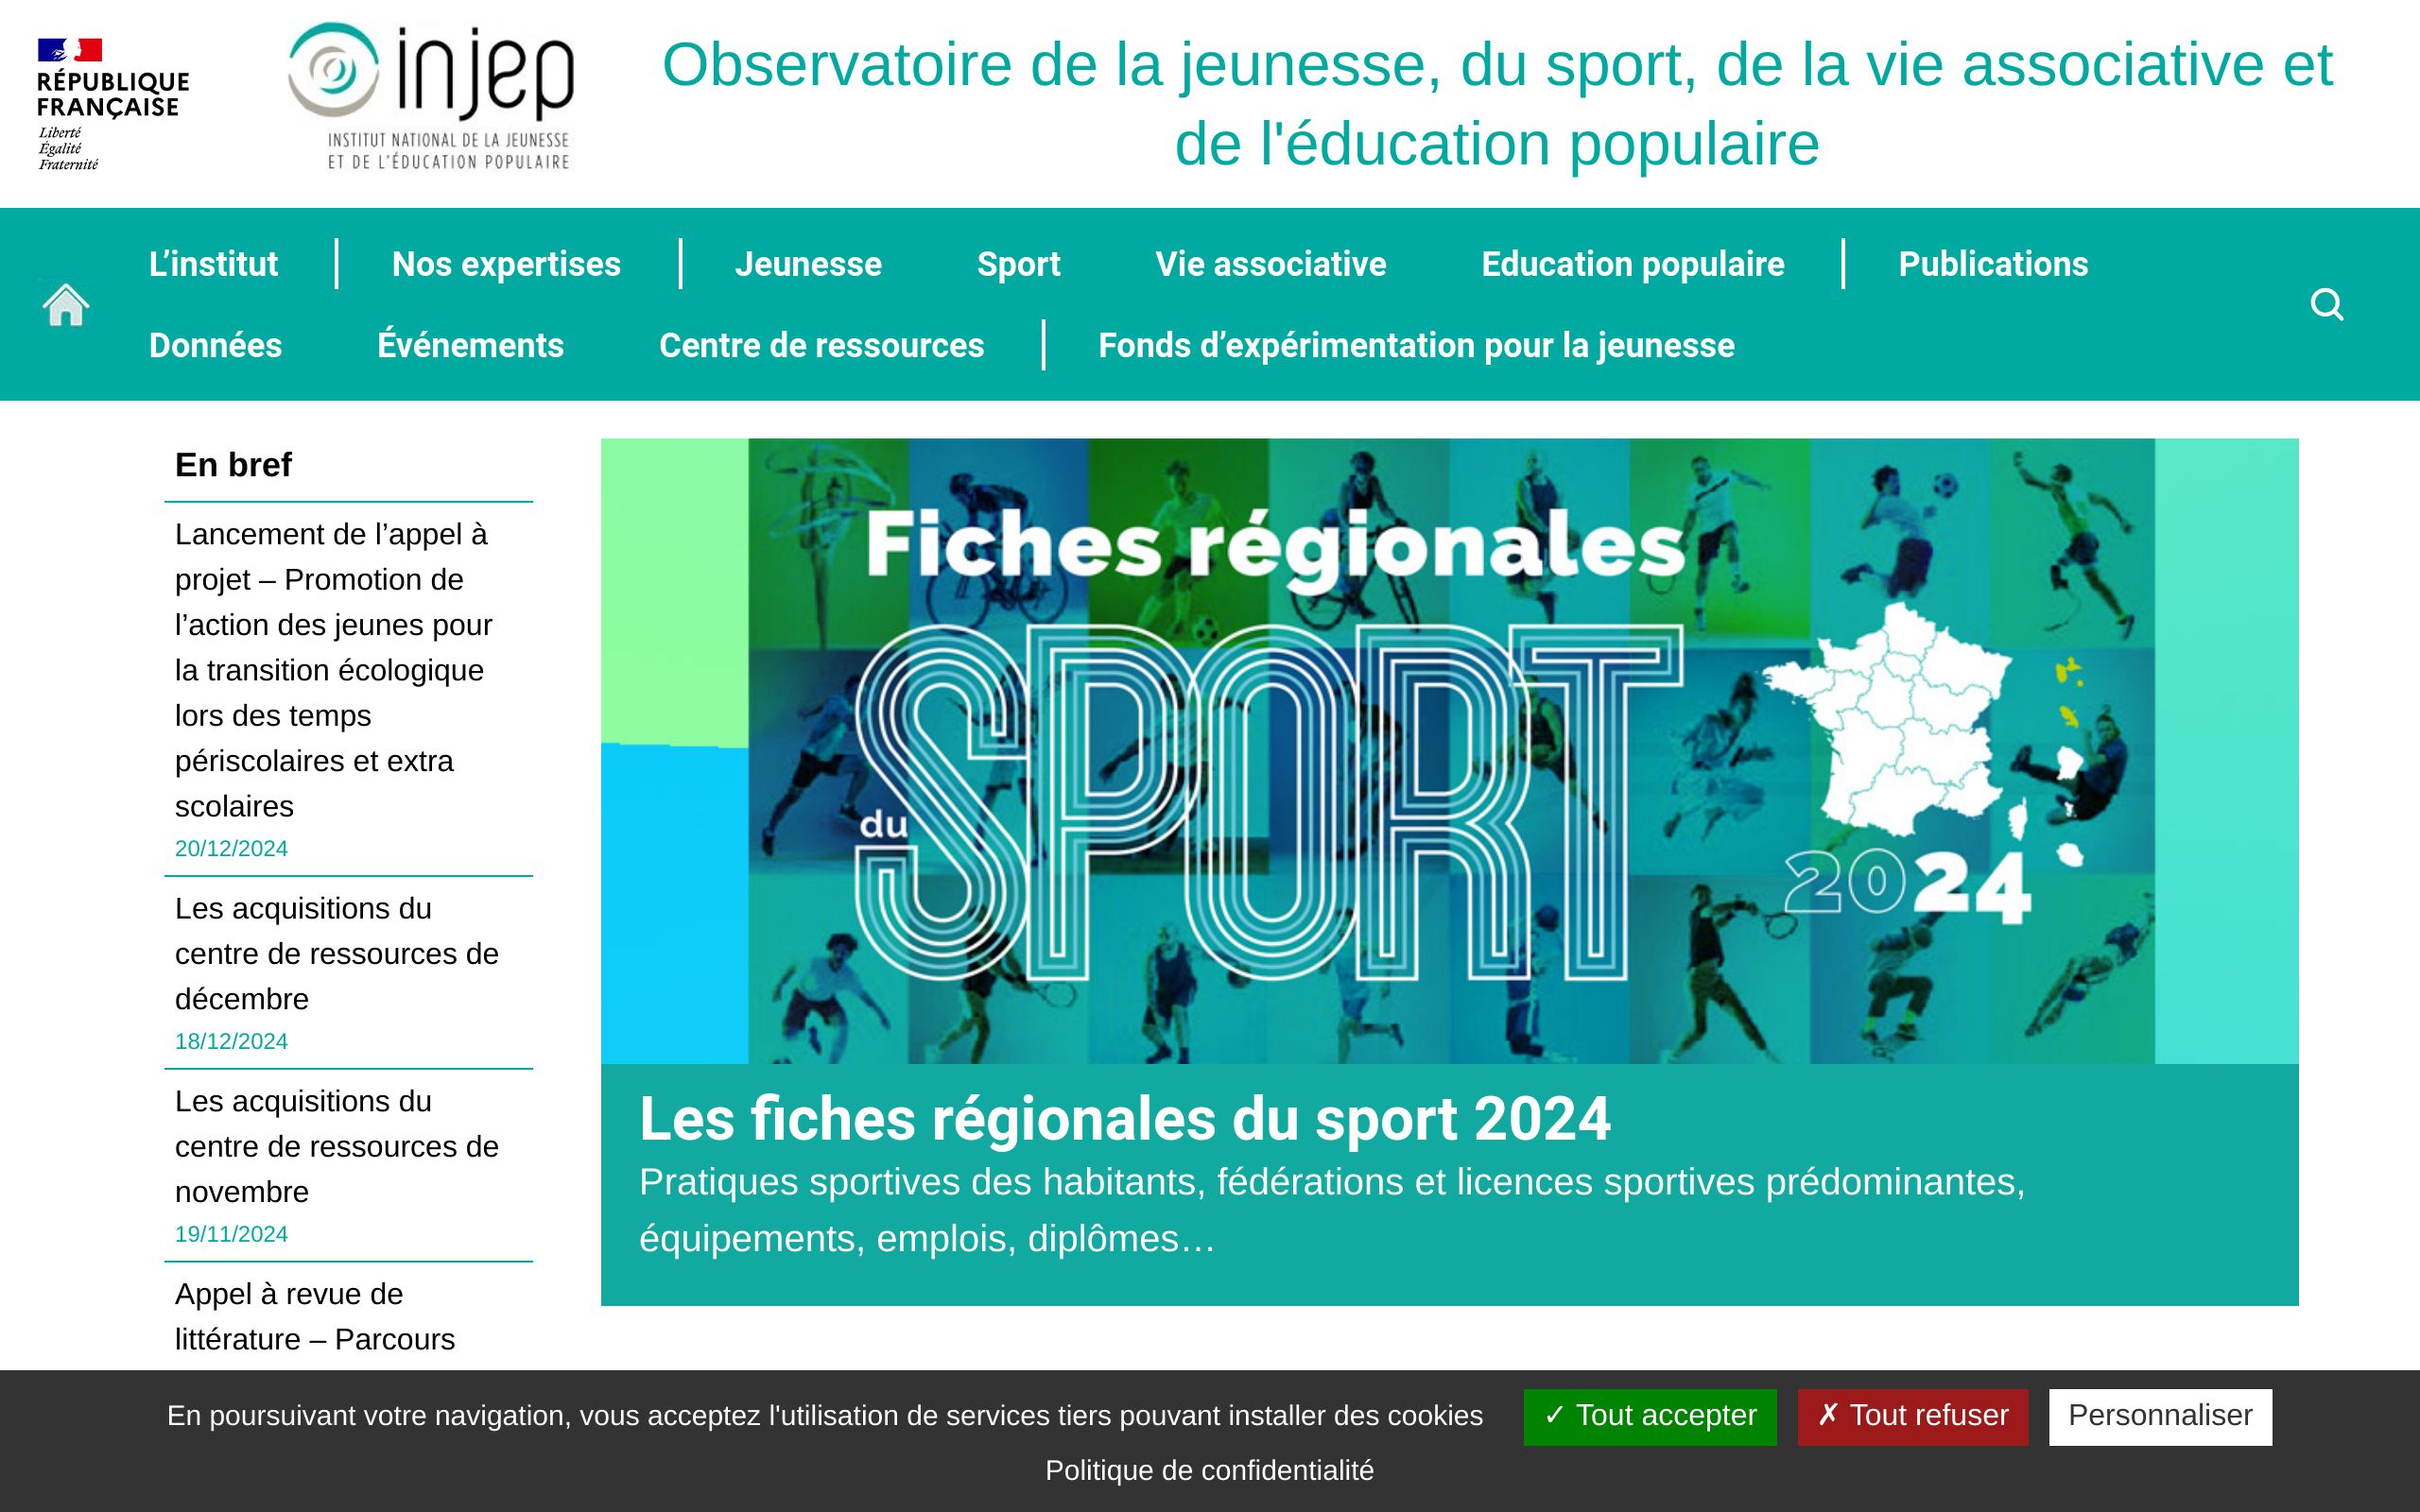 RÉPUBLIQUE
FRANÇAISE
Liberté
Égalité
Fraternité
injep
INSTITUT NATIONAL DE LA JEUNESSE
ET DE L'ÉDUCATION POPULAIRE
Observatoire de la jeunesse, du sport, de la vie associative et
de l'éducation populaire
L’institut Nos expertises Jeunesse Sport Vie associative Education populaire Publications
Données Événements Centre de ressources Fonds d’expérimentation pour la jeunesse
En bref
Lancement de l’appel à
projet – Promotion de
l’action des jeunes pour
la transition écologique
lors des temps
périscolaires et extra
scolaires
20/12/2024
Les acquisitions du
centre de ressources de
décembre
18/12/2024
Les acquisitions du
centre de ressources de
novembre
19/11/2024
Appel à revue de
littérature – Parcours
Fiches régionales
du SPORT
2024
Les fiches régionales du sport 2024
Pratiques sportives des habitants, fédérations et licences sportives prédominantes,
équipements, emplois, diplômes…
En poursuivant votre navigation, vous acceptez l'utilisation de services tiers pouvant installer des cookies ✓ Tout accepter ✗ Tout refuser Personnaliser
Politique de confidentialité